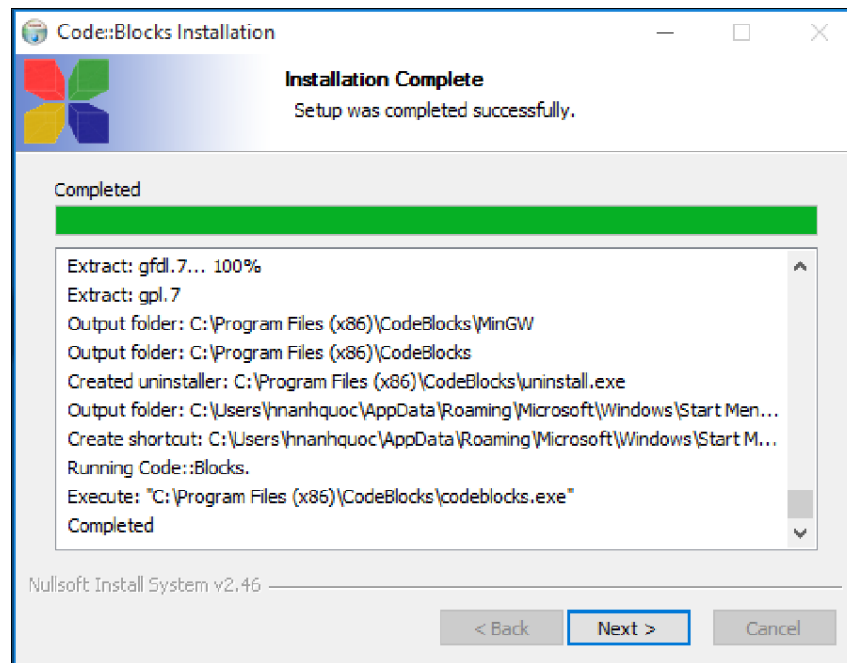 Code::Blocks Installation
Installation Complete
Setup was completed successfully.
Completed
Extract: gfdl.7... 100%
Extract: gpl.7
Output folder: C:\Program Files (x86)\CodeBlocks\MinGW
Output folder: C:\Program Files (x86)\CodeBlocks
Created uninstaller: C:\Program Files (x86)\CodeBlocks\uninstall.exe
Output folder: C:\Users\hnanhquoc\AppData\Roaming\Microsoft\Windows\Start Men...
Create shortcut: C:\Users\hnanhquoc\AppData\Roaming\Microsoft\Windows\Start M...
Running Code::Blocks.
Execute: "C:\Program Files (x86)\CodeBlocks\codeblocks.exe"
Completed
Nullsoft Install System v2.46
< Back Next > Cancel